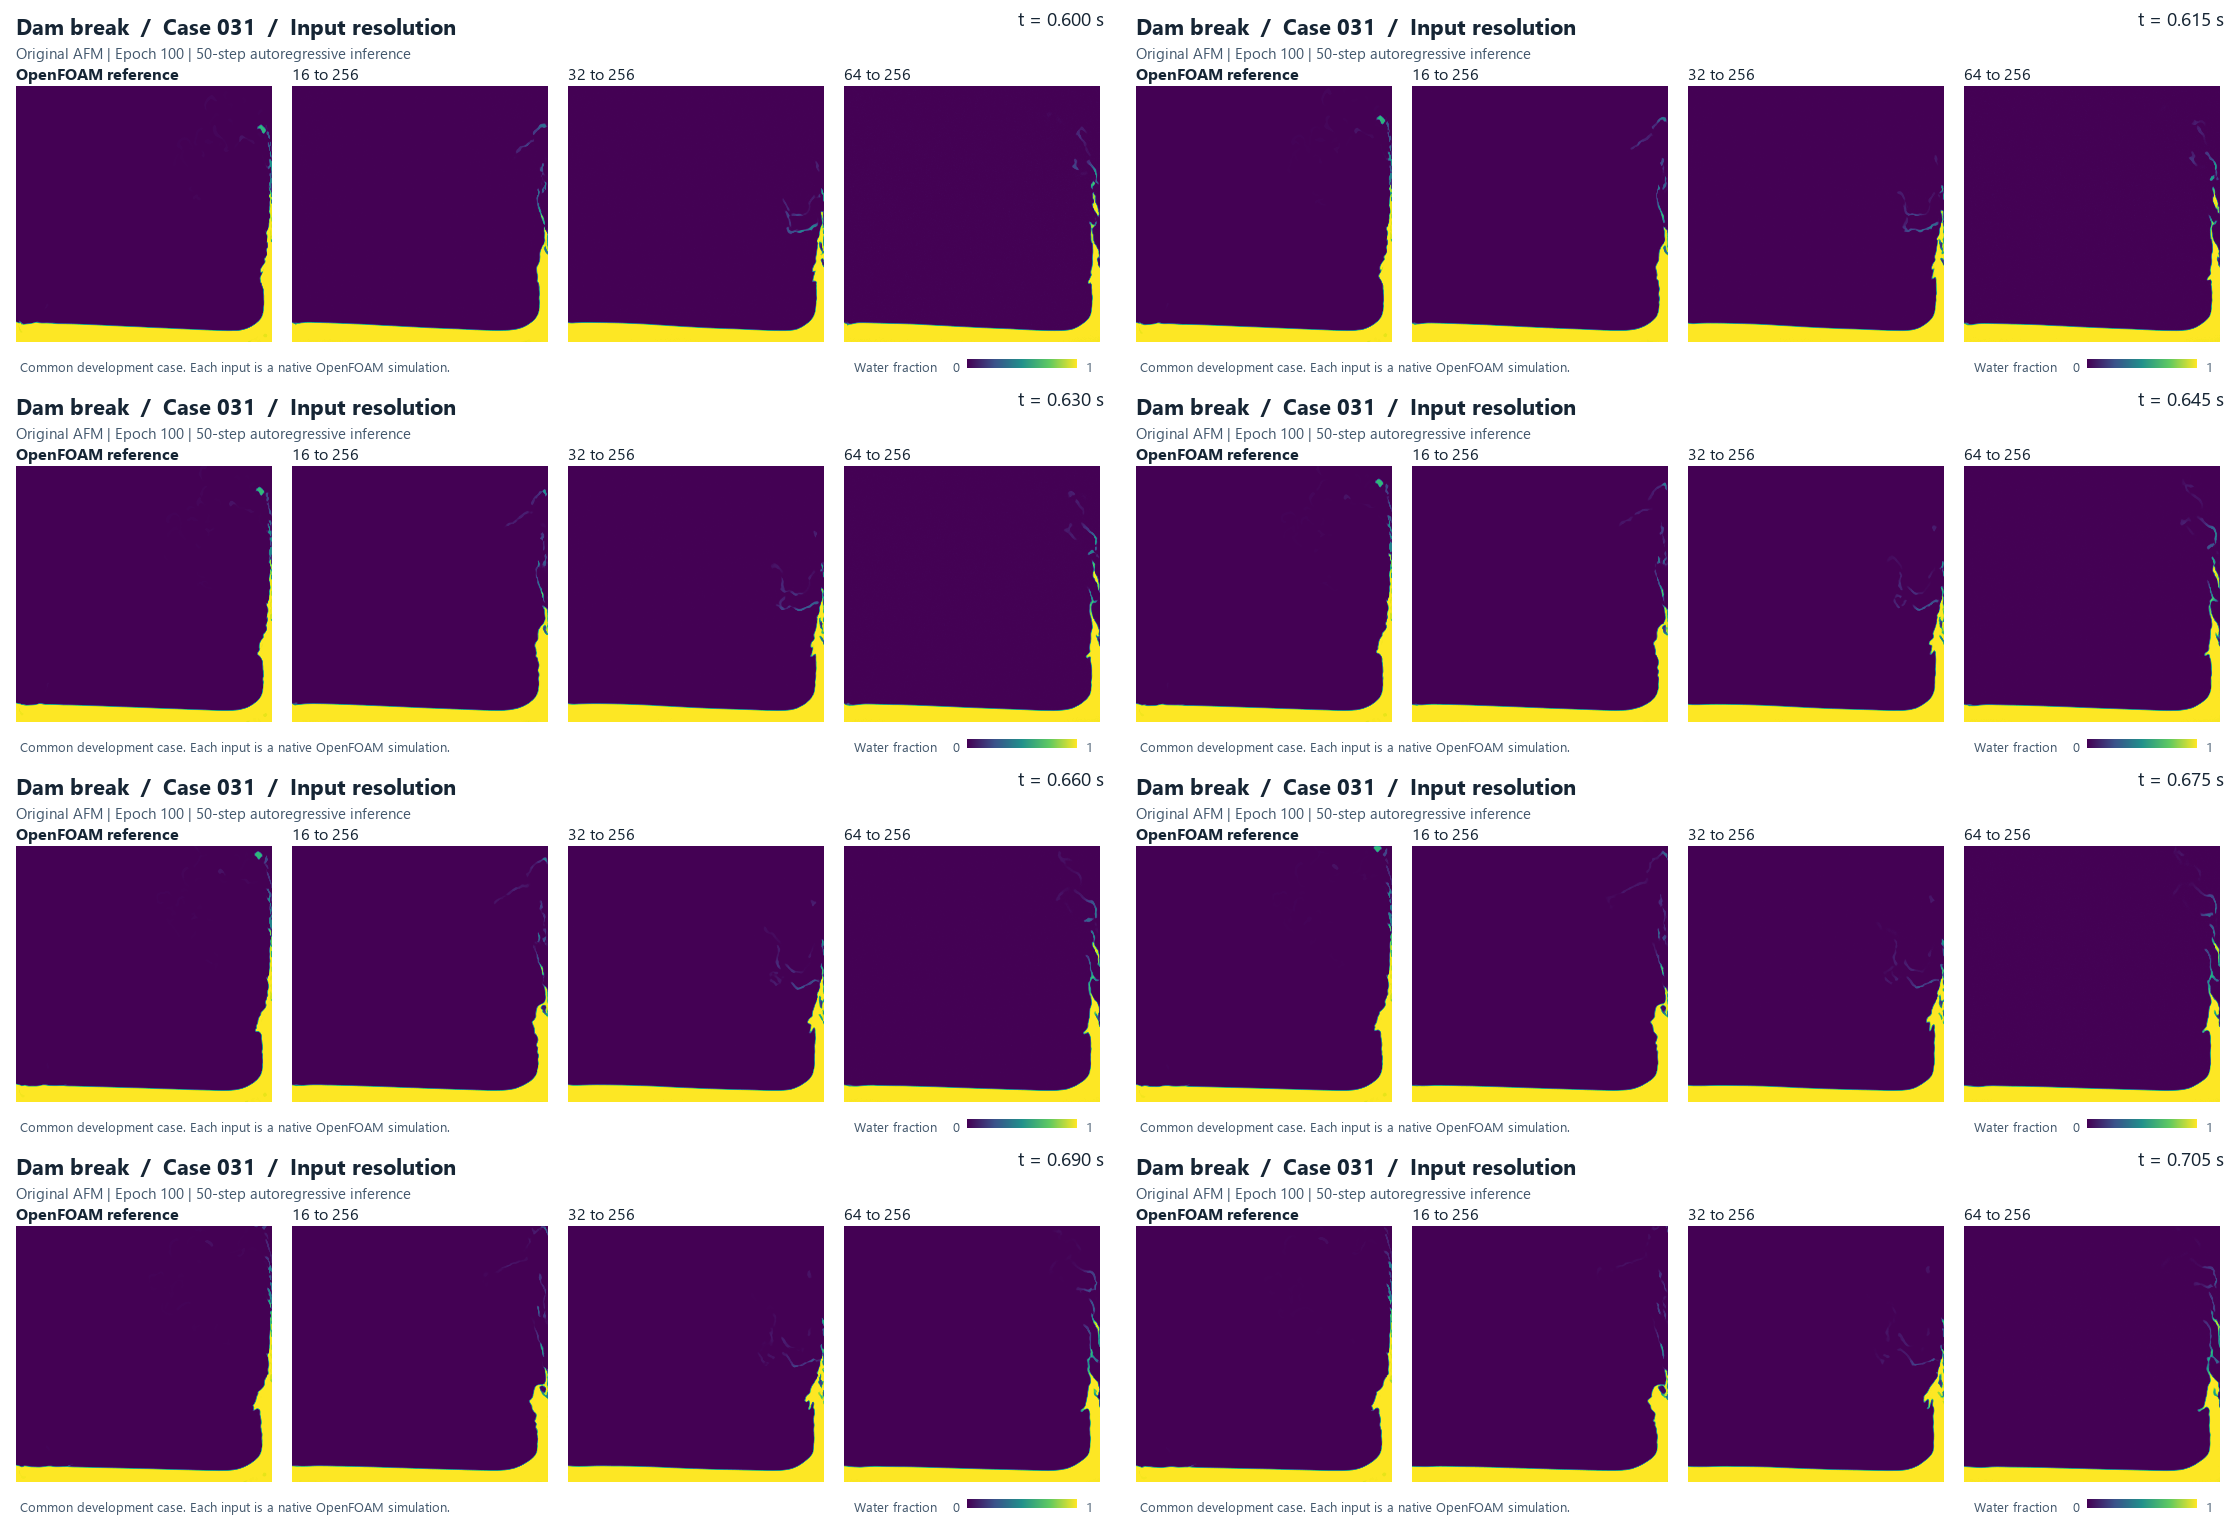 Dam break / Case 031 / Input resolution
t = 0.600 s
Original AFM | Epoch 100 | 50-step autoregressive inference
OpenFOAM reference
16 to 256
32 to 256
64 to 256
Common development case. Each input is a native OpenFOAM simulation.
Water fraction 0 1
Dam break / Case 031 / Input resolution
t = 0.615 s
Original AFM | Epoch 100 | 50-step autoregressive inference
OpenFOAM reference
16 to 256
32 to 256
64 to 256
Common development case. Each input is a native OpenFOAM simulation.
Water fraction 0 1
Dam break / Case 031 / Input resolution
t = 0.630 s
Original AFM | Epoch 100 | 50-step autoregressive inference
OpenFOAM reference
16 to 256
32 to 256
64 to 256
Common development case. Each input is a native OpenFOAM simulation.
Water fraction 0 1
Dam break / Case 031 / Input resolution
t = 0.645 s
Original AFM | Epoch 100 | 50-step autoregressive inference
OpenFOAM reference
16 to 256
32 to 256
64 to 256
Common development case. Each input is a native OpenFOAM simulation.
Water fraction 0 1
Dam break / Case 031 / Input resolution
t = 0.660 s
Original AFM | Epoch 100 | 50-step autoregressive inference
OpenFOAM reference
16 to 256
32 to 256
64 to 256
Common development case. Each input is a native OpenFOAM simulation.
Water fraction 0 1
Dam break / Case 031 / Input resolution
t = 0.675 s
Original AFM | Epoch 100 | 50-step autoregressive inference
OpenFOAM reference
16 to 256
32 to 256
64 to 256
Common development case. Each input is a native OpenFOAM simulation.
Water fraction 0 1
Dam break / Case 031 / Input resolution
t = 0.690 s
Original AFM | Epoch 100 | 50-step autoregressive inference
OpenFOAM reference
16 to 256
32 to 256
64 to 256
Common development case. Each input is a native OpenFOAM simulation.
Water fraction 0 1
Dam break / Case 031 / Input resolution
t = 0.705 s
Original AFM | Epoch 100 | 50-step autoregressive inference
OpenFOAM reference
16 to 256
32 to 256
64 to 256
Common development case. Each input is a native OpenFOAM simulation.
Water fraction 0 1